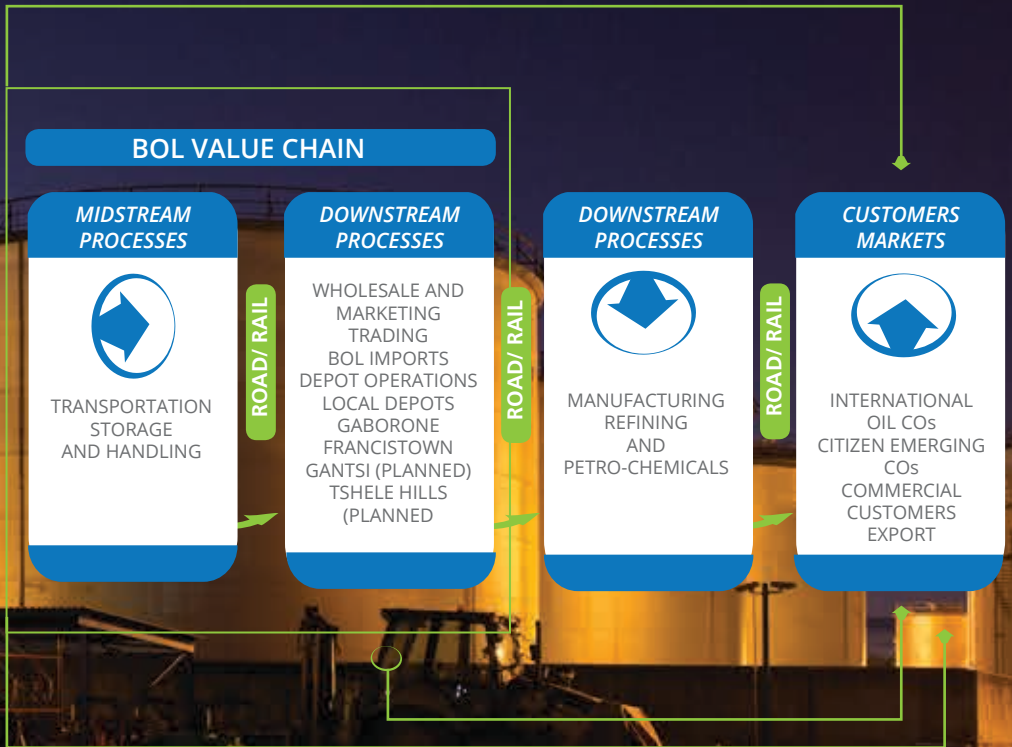 BOL VALUE CHAIN
MIDSTREAM
PROCESSES
TRANSPORTATION
STORAGE
AND HANDLING
ROAD/ RAIL
DOWNSTREAM
PROCESSES
WHOLESALE AND
MARKETING
TRADING
BOL IMPORTS
DEPOT OPERATIONS
LOCAL DEPOTS
GABORONE
FRANCISTOWN
GANTSI (PLANNED)
TSHELE HILLS
(PLANNED
ROAD/ RAIL
DOWNSTREAM
PROCESSES
MANUFACTURING
REFINING
AND
PETRO-CHEMICALS
ROAD/ RAIL
CUSTOMERS
MARKETS
INTERNATIONAL
OIL COs
CITIZEN EMERGING
COs
COMMERCIAL
CUSTOMERS
EXPORT